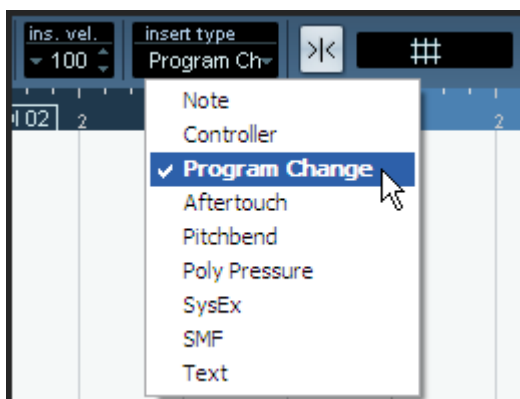 ins. vel. insert type
100 Program Ch
02 2 2
Note
Controller
Program Change
Aftertouch
Pitchbend
Poly Pressure
SysEx
SMF
Text